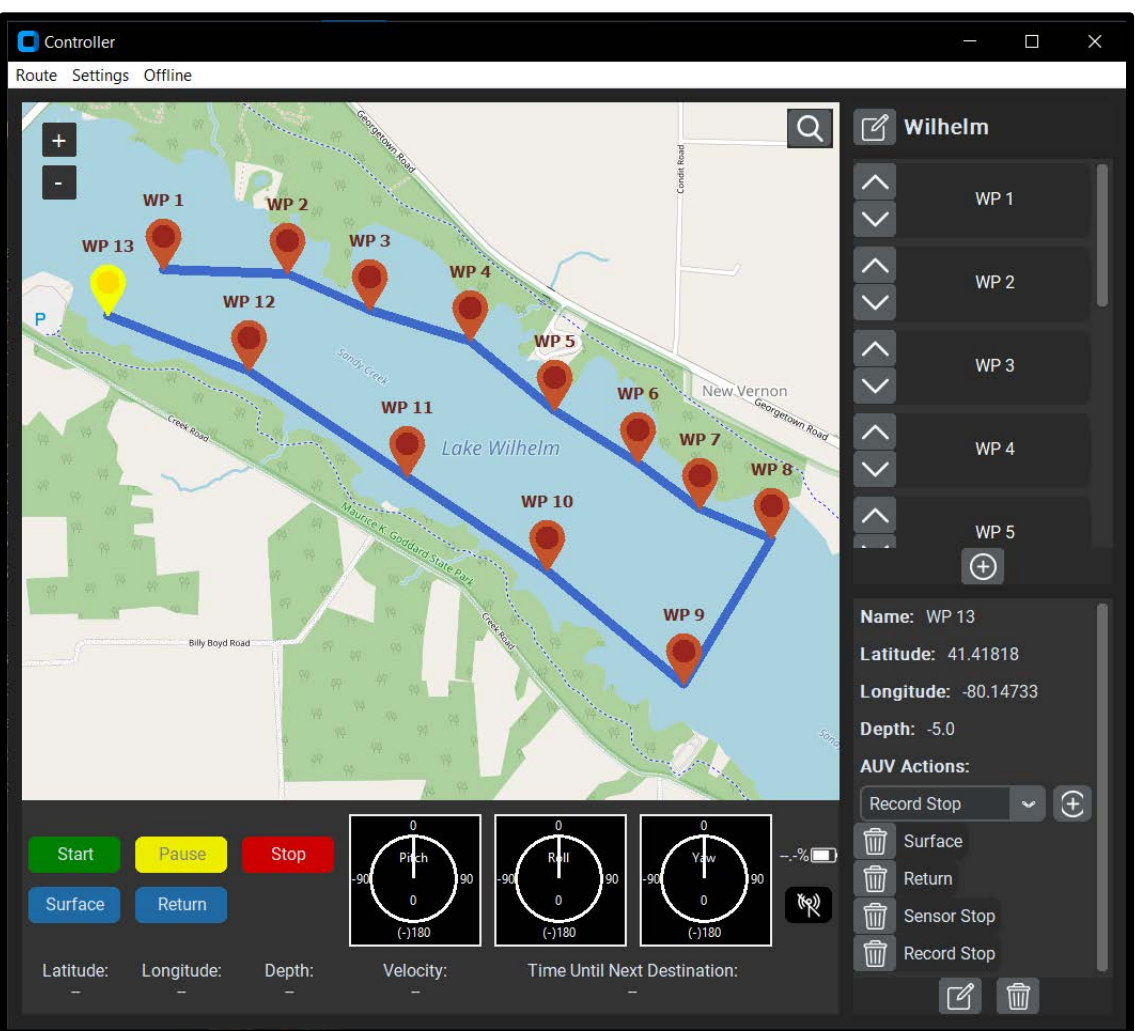 Controller
Route Settings Offline
+
-
Georgetown Road
Condit Road
WP 1
WP 2
WP 3
WP 13
WP 4
WP 12
P
WP 5
Sandy Creek
WP 6
New Vernon
Georgetown Road
WP 11
Creek Road
WP 7
Lake Wilhelm
WP 8
WP 10
Maurice K. Goddard State Park
WP 9
Creek Road
Billy Boyd Road
Wilhelm
WP 1
WP 2
WP 3
WP 4
WP 5
Name: WP 13
Latitude: 41.41818
Longitude: -80.14733
Depth: -5.0
AUV Actions:
Record Stop
Surface
Return
Sensor Stop
Record Stop
Start Pause Stop
Surface Return
0
Pitch
-90 90
0
(-)180
0
Roll
-90 90
0
(-)180
0
Yaw
-90 90
0
(-)180
--.-%
Latitude: Longitude: Depth: Velocity: Time Until Next Destination:
-- -- -- -- --